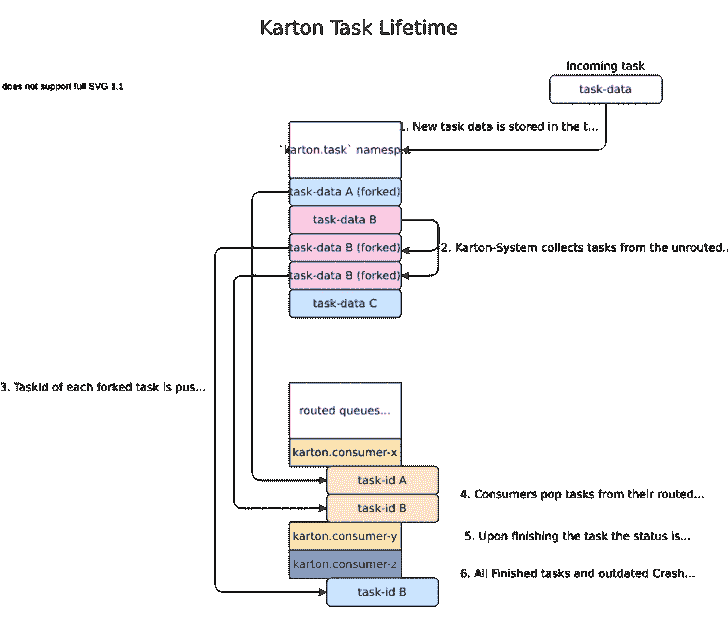 Karton Task Lifetime
Incoming task
does not support full SVG 1.1
task-data
1. New task data is stored in the t...
`karton.task` namesp
task-data A (forked)
task-data B
task-data B (forked)
2. Karton-System collects tasks from the unrouted...
task-data B (forked)
task-data C
3. TaskId of each forked task is pus...
routed queues...
karton.consumer-x
task-id A
4. Consumers pop tasks from their routed...
task-id B
karton.consumer-y
5. Upon finishing the task the status is...
karton.consumer-z
6. All Finished tasks and outdated Crash...
task-id B